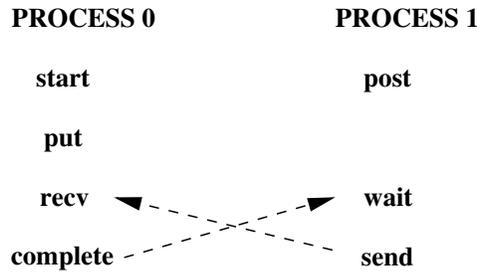 PROCESS 0 PROCESS 1
start post
put
recv wait
complete send